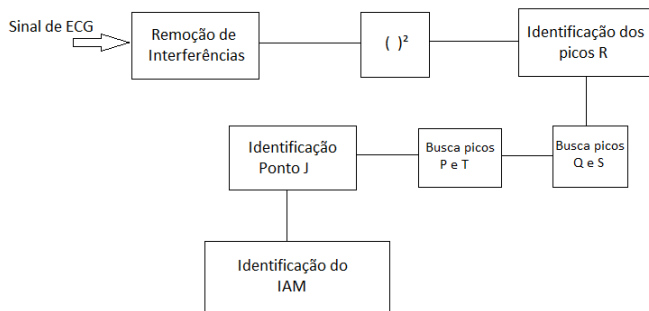 Sinal de ECG
Remoção de
Interferências
( )²
Identificação dos
picos R
Identificação
Ponto J
Busca picos
P e T
Busca picos
Q e S
Identificação do
IAM